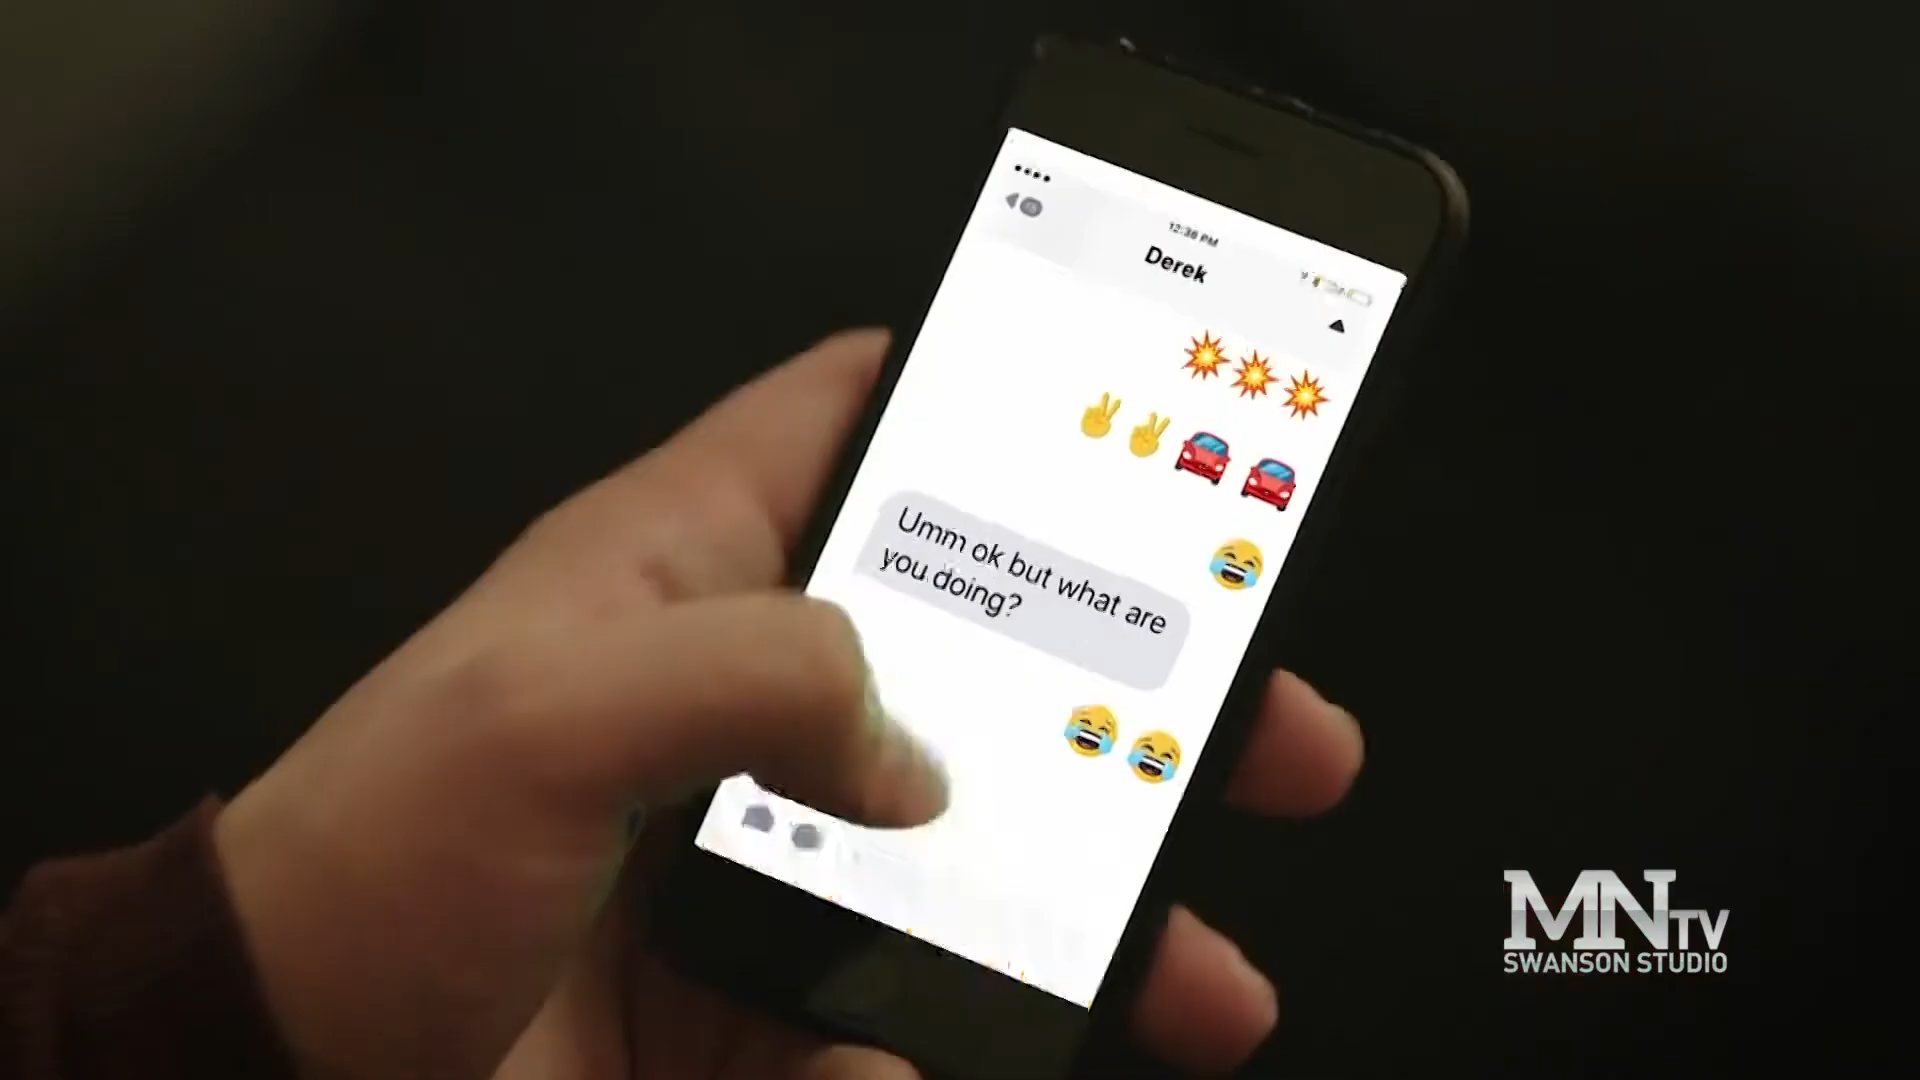 12:38 PM
Derek
Umm ok but what are
you doing?
MNTV
SWANSON STUDIO